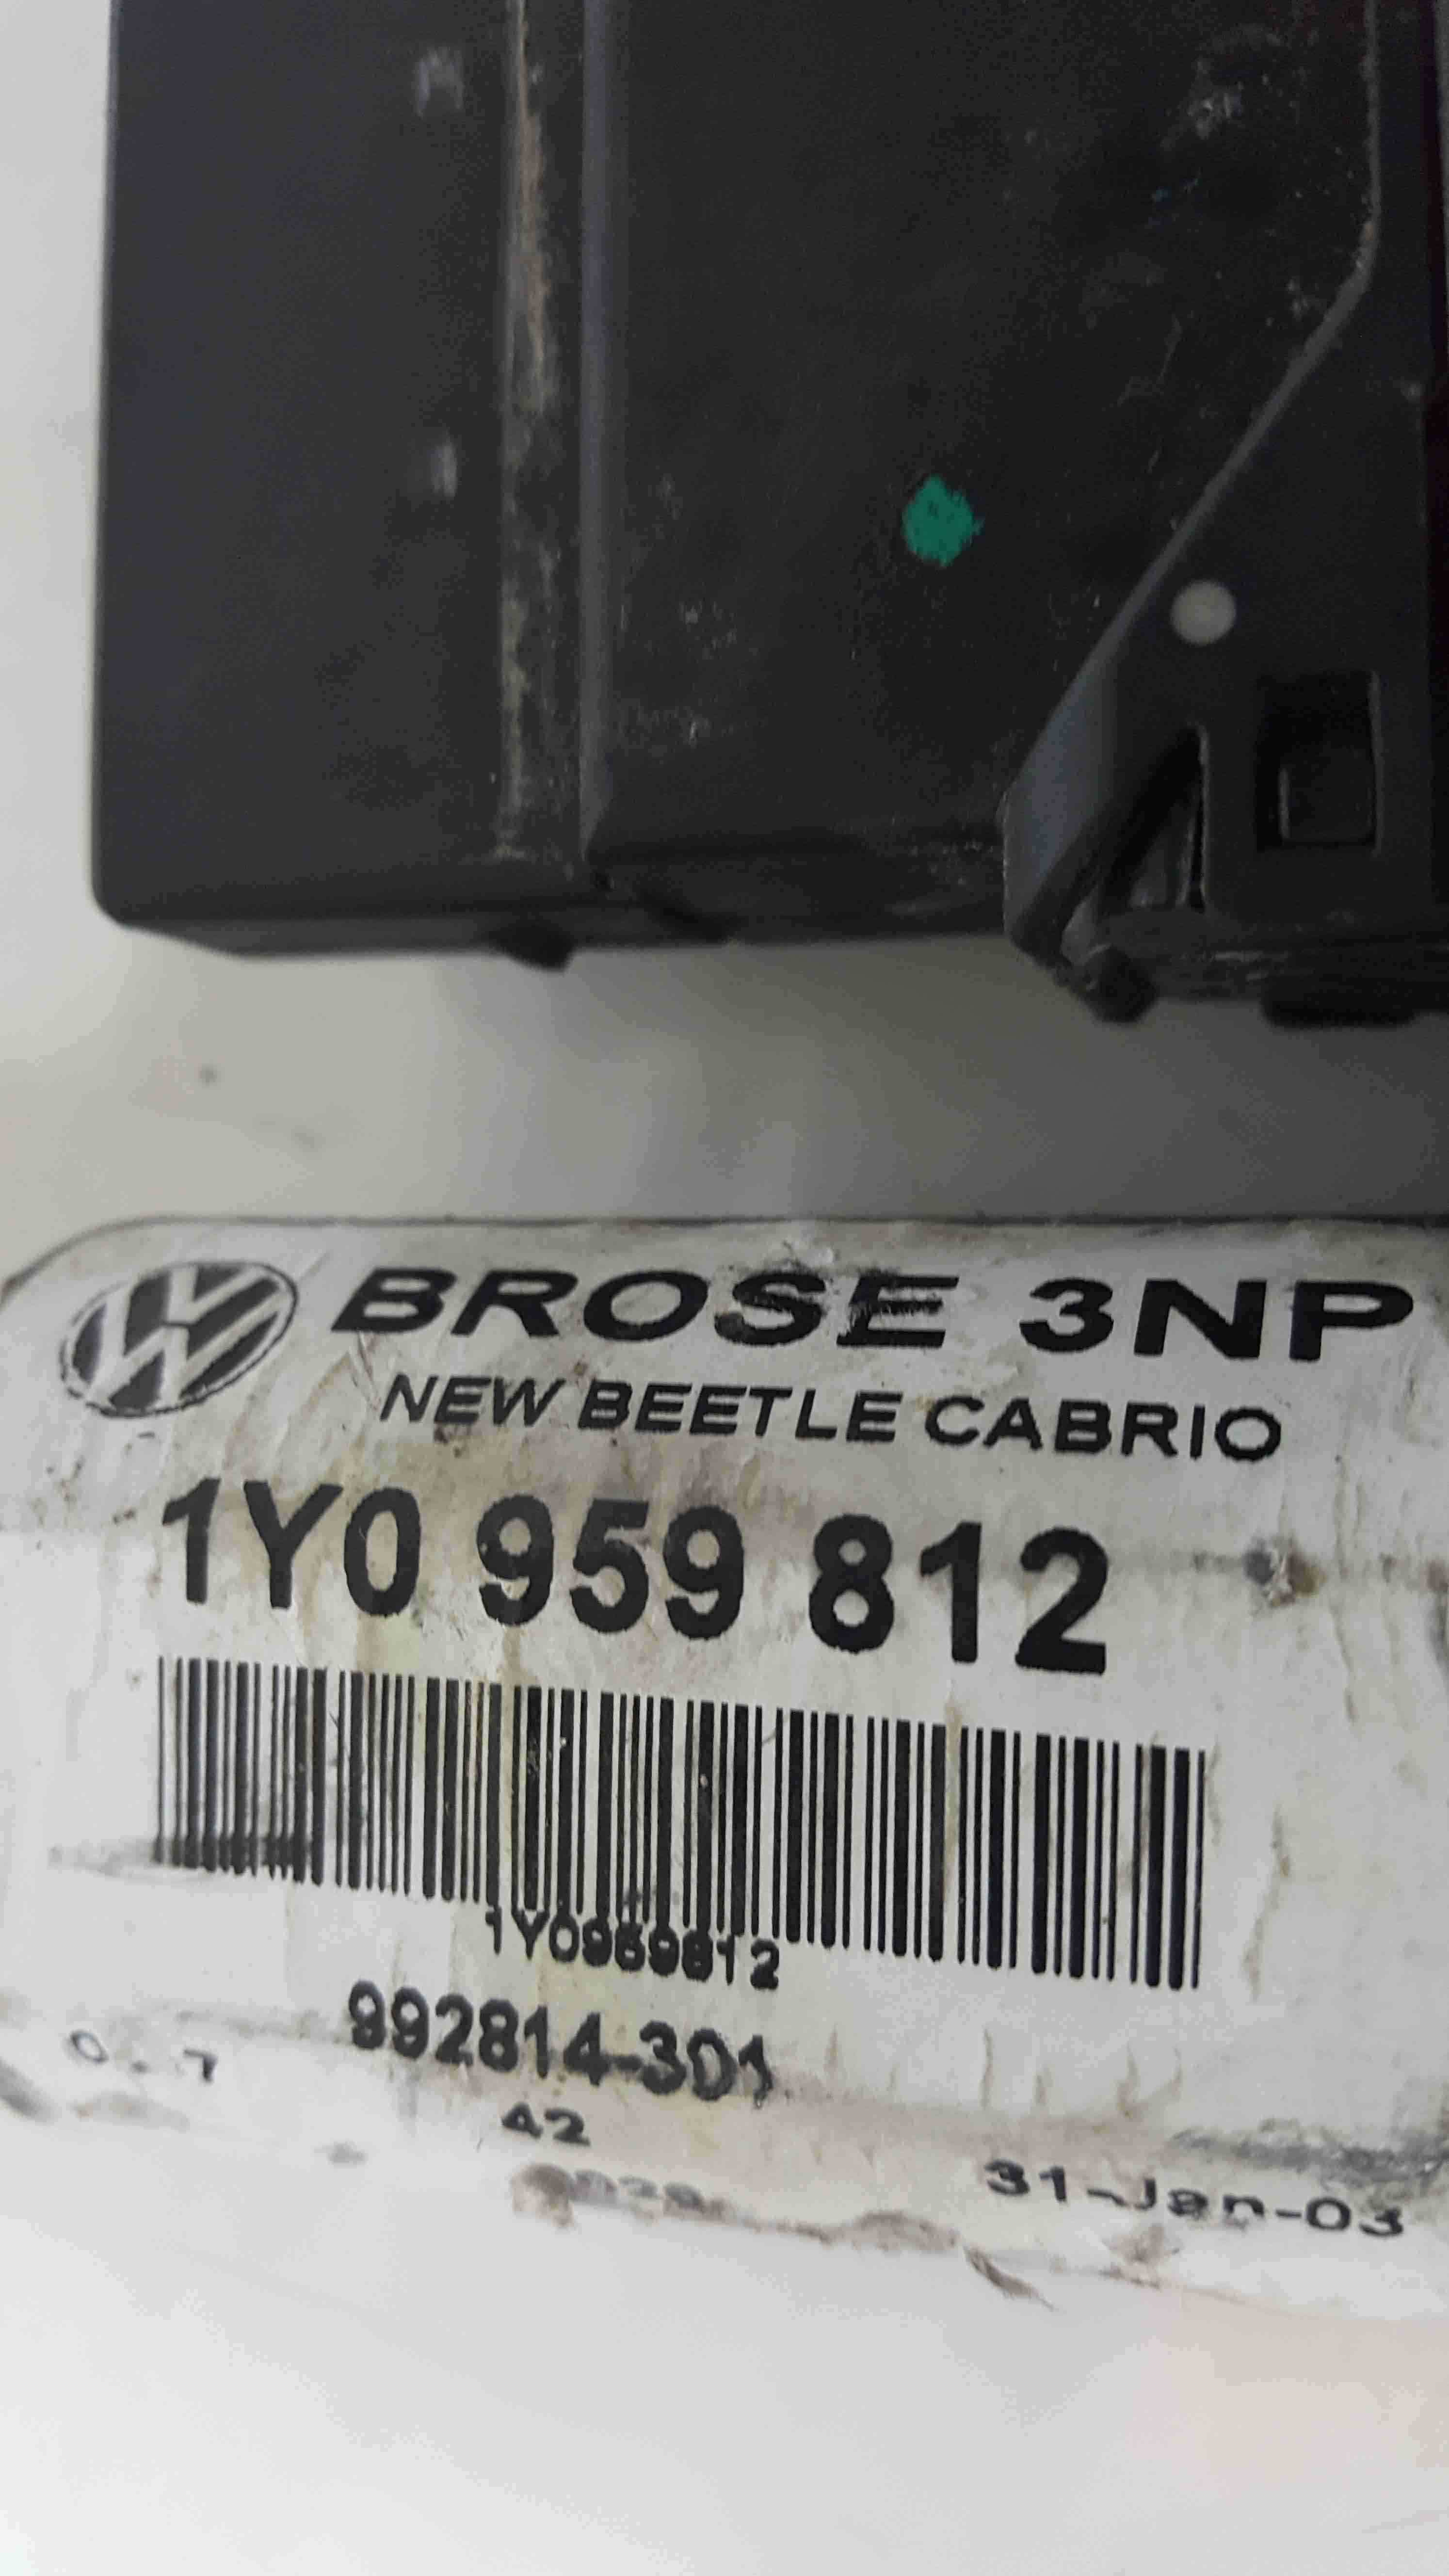 BROSE 3NP
NEW BEETLE CABRIO
1Y0 959 812
1Y0959812
992814-301
42
31-Jan-03